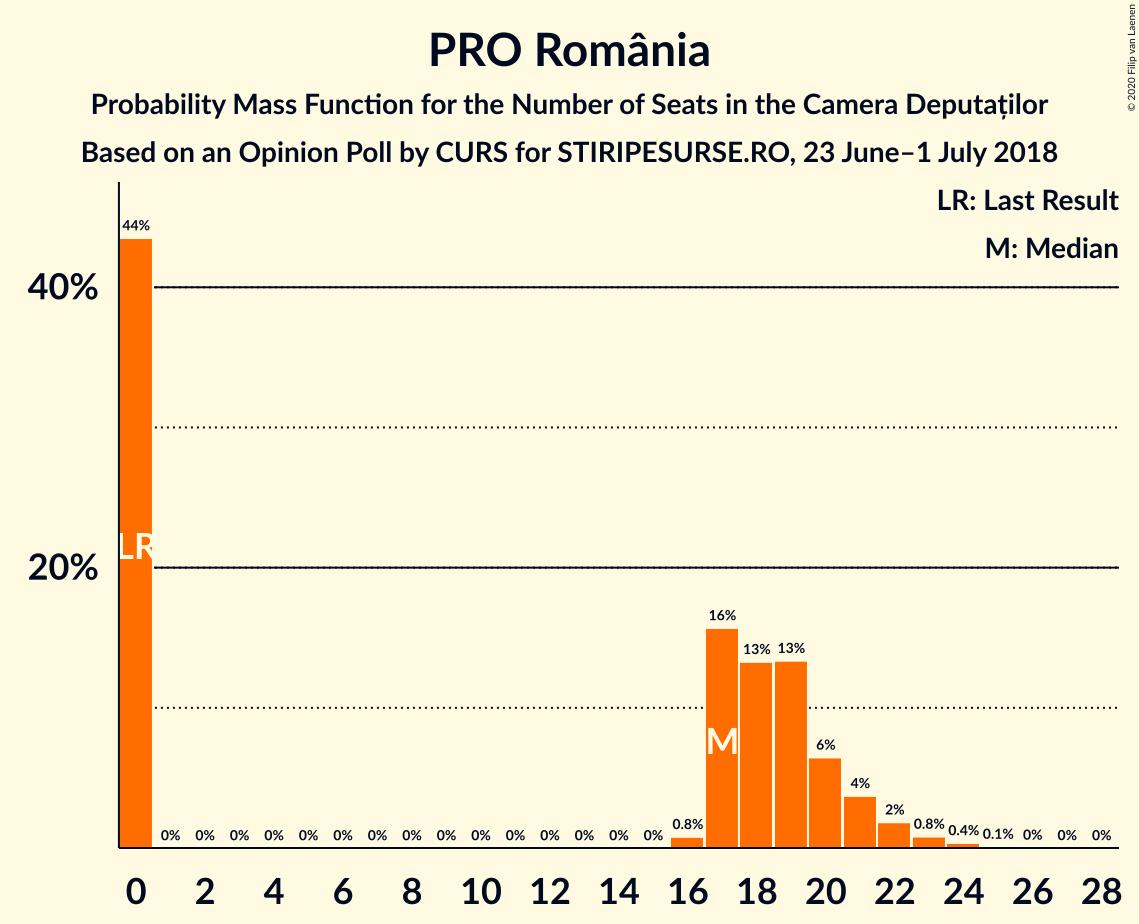 PRO România
Probability Mass Function for the Number of Seats in the Camera Deputaților
Based on an Opinion Poll by CURS for STIRIPESURSE.RO, 23 June–1 July 2018
© 2020 Filip van Laenen
LR: Last Result
M: Median
44%
40%
LR
20%
16%
13% 13%
M
6%
4%
2%
0% 0% 0% 0% 0% 0% 0% 0% 0% 0% 0% 0% 0% 0% 0% 0.8% 0.8% 0.4% 0.1% 0% 0% 0%
0 2 4 6 8 10 12 14 16 18 20 22 24 26 28